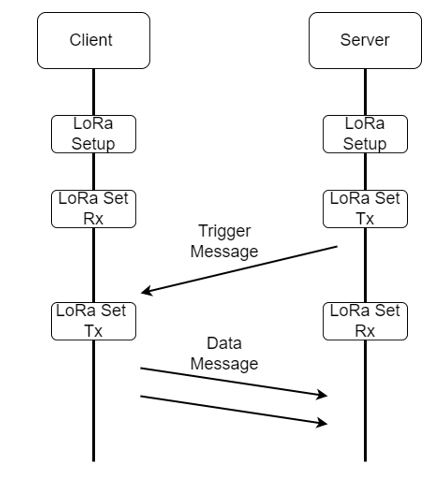 Client
Server
LoRa
Setup
LoRa
Setup
LoRa Set
Rx
LoRa Set
Tx
Trigger
Message
LoRa Set
Tx
LoRa Set
Rx
Data
Message